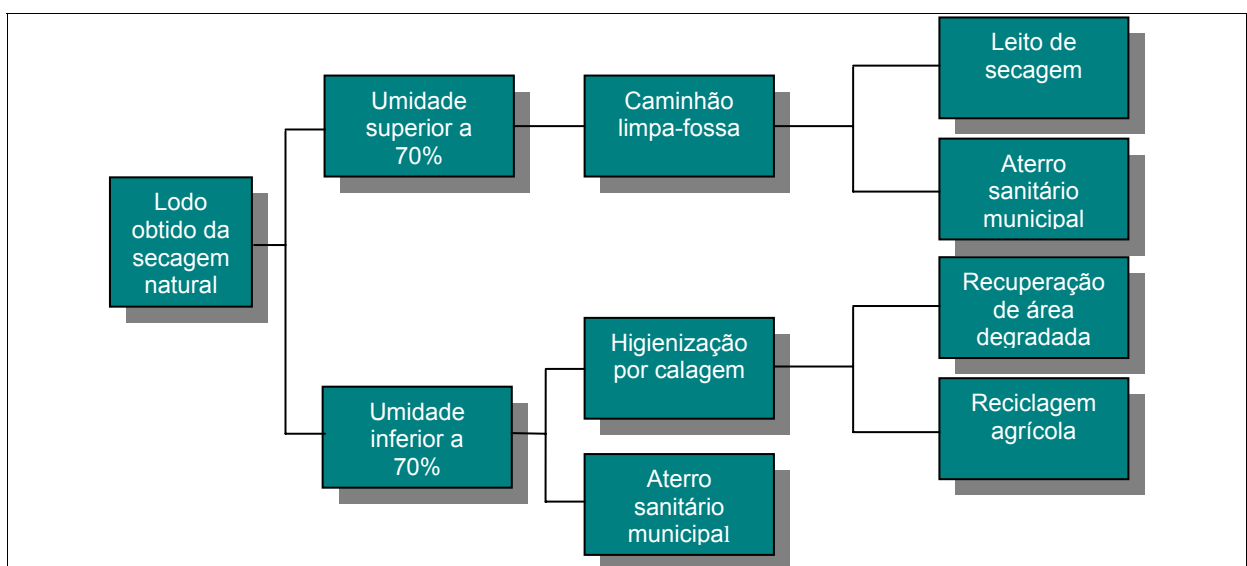 Lodo
obtido da
secagem
natural
Umidade
superior a
70%
Caminhão
limpa-fossa
Leito de
secagem
Aterro
sanitário
municipal
Umidade
inferior a
70%
Higienização
por calagem
Recuperação
de área
degradada
Reciclagem
agrícola
Aterro
sanitário
municipal